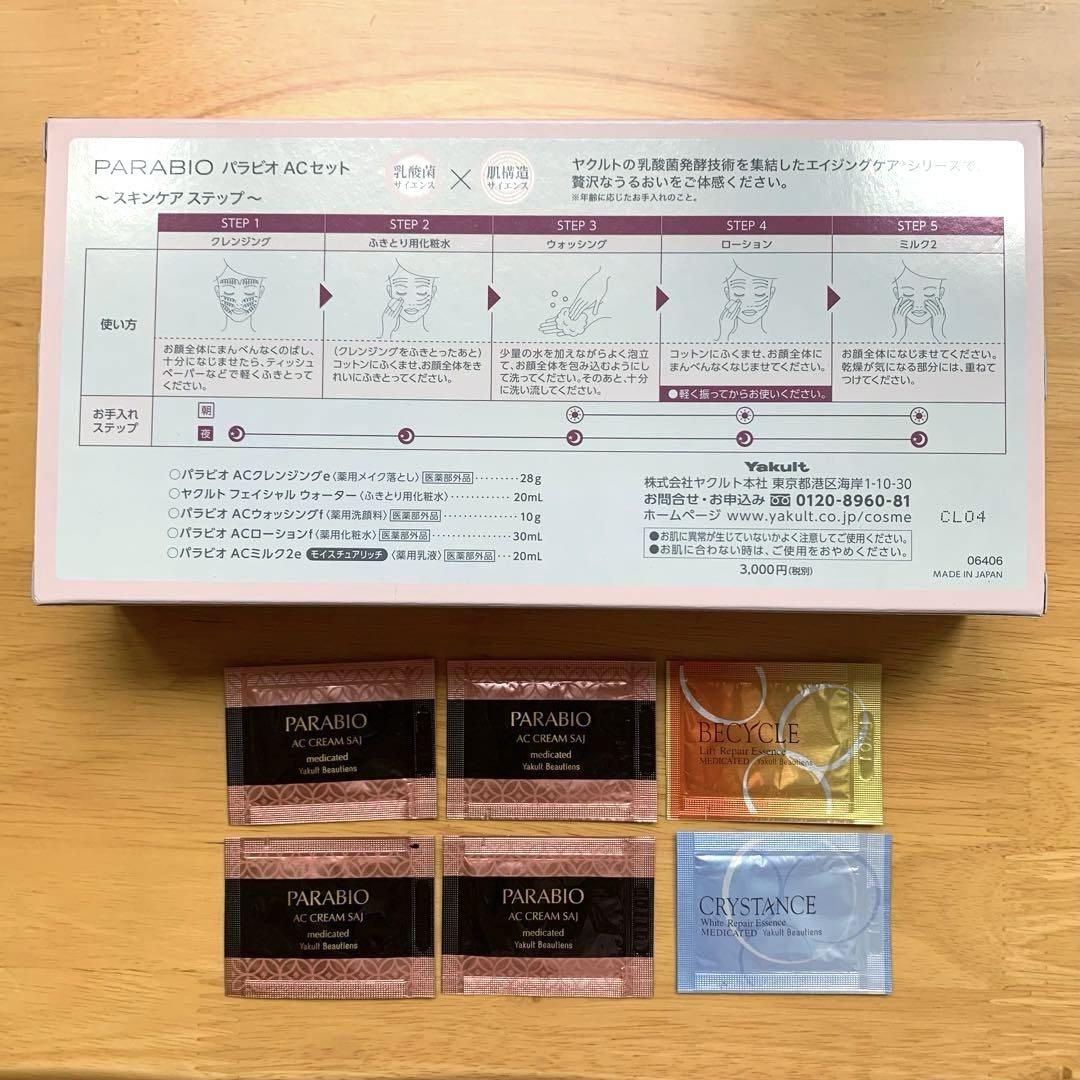 PARABIO パラビオ ACセット
～ スキンケア ステップ ～
乳酸菌
サイエンス
×
肌構造
サイエンス
ヤクルトの乳酸菌発酵技術を集結したエイジングケア※シリーズで、
贅沢なうるおいをご体感ください。
※年齢に応じたお手入れのこと。
STEP 1
STEP 2
STEP 3
STEP 4
STEP 5
クレンジング
ふきとり用化粧水
ウォッシング
ローション
ミルク2
使い方
お顔全体にまんべんなくのばし、
十分になじませたら、ティッシュ
ペーパーなどで軽くふきとって
ください。
(クレンジングをふきとったあと)
コットンにふくませ、お顔全体をき
れいにふきとってください。
少量の水を加えながらよく泡立
て、お顔全体を包み込むようにし
て洗ってください。そのあと、十分
に洗い流してください。
コットンにふくませ、お顔全体に
まんべんなくなじませてください。
●軽く振ってからお使いください。
お顔全体になじませてください。
乾燥が気になる部分には、重ね
づけしてください。
お手入れ
ステップ
朝
夜
○パラビオ ACクレンジングe〈薬用メイク落とし〉医薬部外品………28g
○ヤクルト フェイシャル ウォーター〈ふきとり用化粧水〉………20mL
○パラビオ ACウォッシングf〈薬用洗顔料〉医薬部外品………10g
○パラビオ ACローションf〈薬用化粧水〉医薬部外品………30mL
○パラビオ ACミルク2e モイスチュアリッチ〈薬用乳液〉医薬部外品…20mL
Yakult
株式会社ヤクルト本社 東京都港区海岸1-10-30
お問合せ・お申込み 0120-8960-81
ホームページ www.yakult.co.jp/cosme
●お肌に異常が生じていないかよく注意してご使用ください。
●お肌に合わない時は、ご使用をおやめください。
3,000円(税別)
CL04
06406
MADE IN JAPAN
PARABIO
AC CREAM SAJ
medicated
Yakult Beautiens
PARABIO
AC CREAM SAJ
medicated
Yakult Beautiens
BECYCLE
Lift Repair Essence
MEDICATED Yakult Beautiens
PARABIO
AC CREAM SAJ
medicated
Yakult Beautiens
PARABIO
AC CREAM SAJ
medicated
Yakult Beautiens
CRYSTANCE
White Repair Essence
MEDICATED Yakult Beautiens